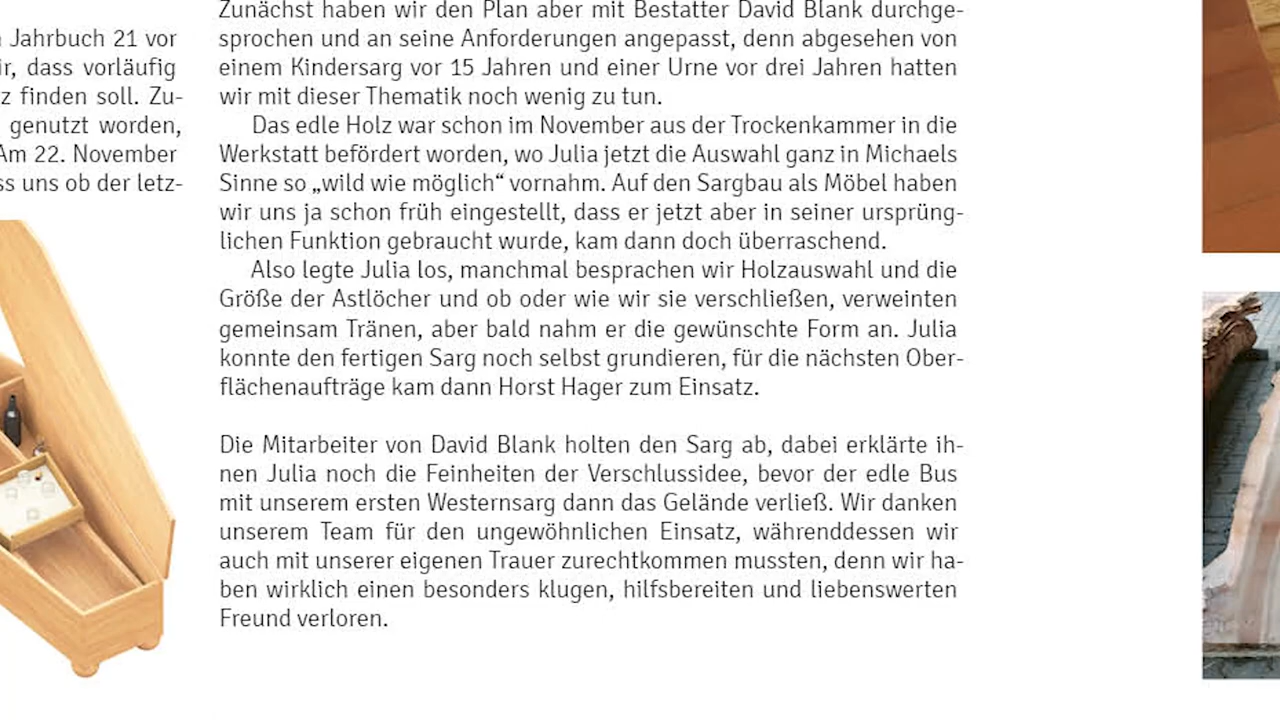 Jahrbuch 21 vor
dass vorläufig
finden soll. Zu-
genutzt worden,
Am 22. November
uns ob der letz-
Zunächst haben wir den Plan aber mit Bestatter David Blank durchge-
sprochen und an seine Anforderungen angepasst, denn abgesehen von
einem Kindersarg vor 15 Jahren und einer Urne vor drei Jahren hatten
wir mit dieser Thematik noch wenig zu tun.
Das edle Holz war schon im November aus der Trockenkammer in die
Werkstatt befördert worden, wo Julia jetzt die Auswahl ganz in Michaels
Sinne so „wild wie möglich“ vornahm. Auf den Sargbau als Möbel haben
wir uns ja schon früh eingestellt, dass er jetzt aber in seiner ursprüng-
lichen Funktion gebraucht wurde, kam dann doch überraschend.
Also legte Julia los, manchmal besprachen wir Holzauswahl und die
Größe der Astlöcher und ob oder wie wir sie verschließen, verweinten
gemeinsam Tränen, aber bald nahm er die gewünschte Form an. Julia
konnte den fertigen Sarg noch selbst grundieren, für die nächsten Ober-
flächenaufträge kam dann Horst Hager zum Einsatz.
Die Mitarbeiter von David Blank holten den Sarg ab, dabei erklärte ih-
nen Julia noch die Feinheiten der Verschlussidee, bevor der edle Bus
mit unserem ersten Westernsarg dann das Gelände verließ. Wir danken
unserem Team für den ungewöhnlichen Einsatz, währenddessen wir
auch mit unserer eigenen Trauer zurechtkommen mussten, denn wir ha-
ben wirklich einen besonders klugen, hilfsbereiten und liebenswerten
Freund verloren.